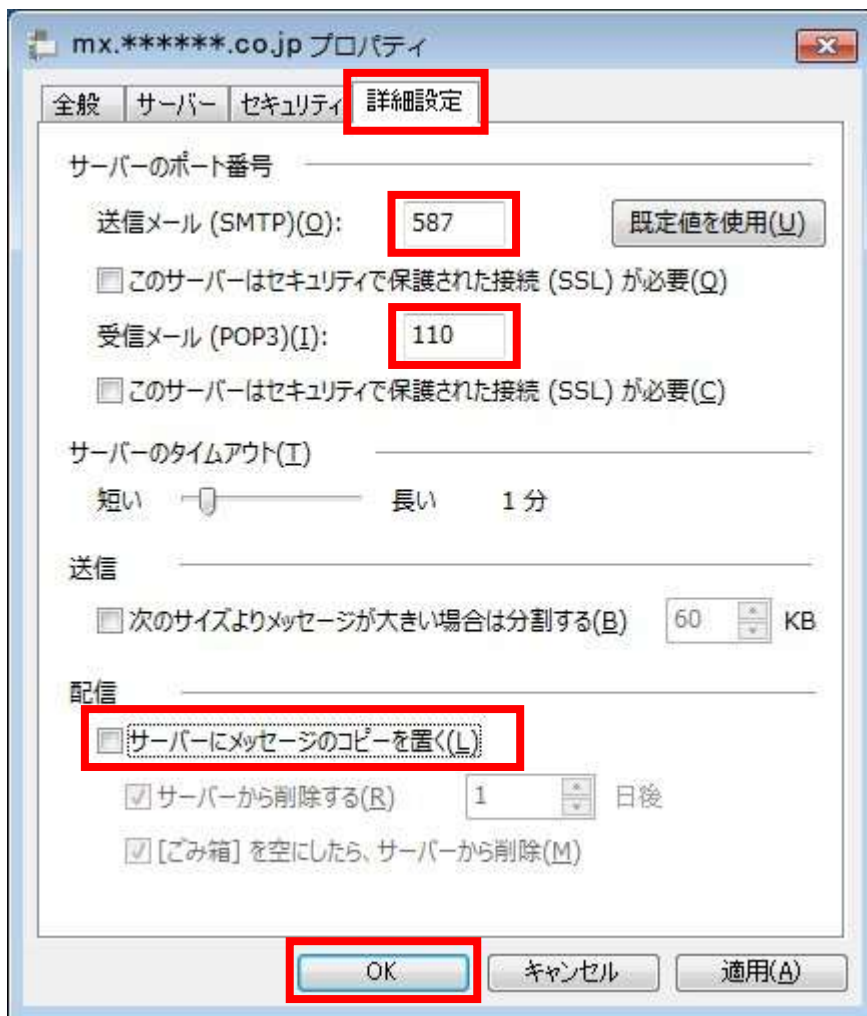 mx.******.co.jp プロパティ
全般 サーバー セキュリティ 詳細設定
サーバーのポート番号
送信メール (SMTP)(O): 587 既定値を使用(U)
このサーバーはセキュリティで保護された接続 (SSL) が必要(Q)
受信メール (POP3)(I): 110
このサーバーはセキュリティで保護された接続 (SSL) が必要(C)
サーバーのタイムアウト(T)
短い 長い 1 分
送信
次のサイズよりメッセージが大きい場合は分割する(B) 60 KB
配信
サーバーにメッセージのコピーを置く(L)
サーバーから削除する(R) 1 日後
[ごみ箱] を空にしたら、サーバーから削除(M)
OK キャンセル 適用(A)